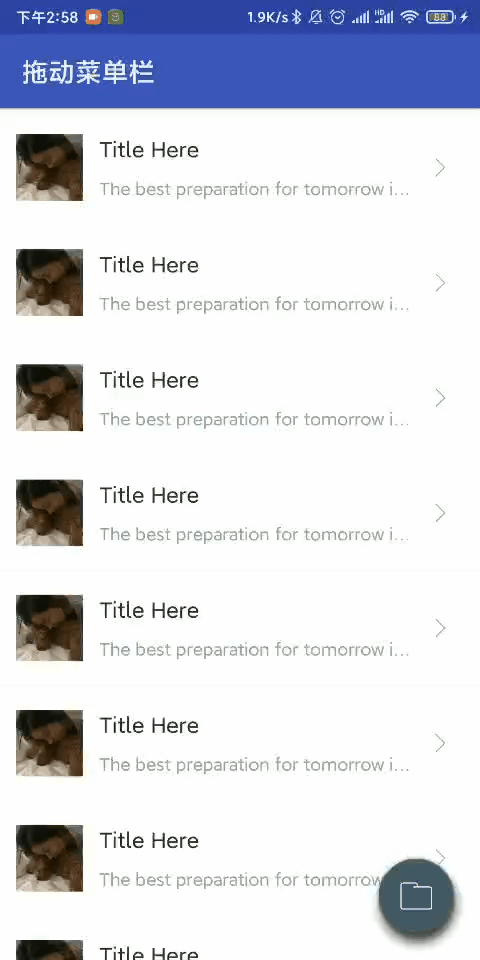 下午2:58
1.9K/s
HD
88
拖动菜单栏
Title Here
The best preparation for tomorrow i...
Title Here
The best preparation for tomorrow i...
Title Here
The best preparation for tomorrow i...
Title Here
The best preparation for tomorrow i...
Title Here
The best preparation for tomorrow i...
Title Here
The best preparation for tomorrow i...
Title Here
The best preparation for tomorrow
Title Here